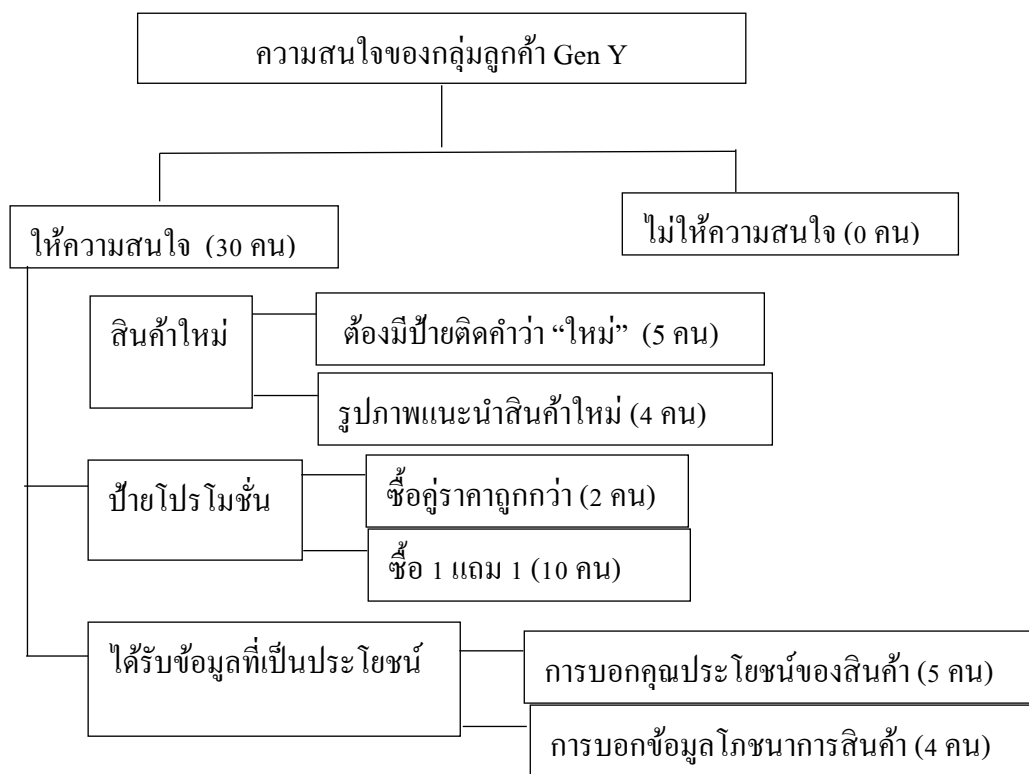 ความสนใจของกลุ่มลูกค้า Gen Y
ให้ความสนใจ (30 คน)
ไม่ให้ความสนใจ (0 คน)
สินค้าใหม่
ต้องมีป้ายติดคำว่า “ใหม่” (5 คน)
รูปภาพแนะนำสินค้าใหม่ (4 คน)
ป้ายโปรโมชั่น
ซื้อคู่ราคาถูกกว่า (2 คน)
ซื้อ 1 แถม 1 (10 คน)
ได้รับข้อมูลที่เป็นประโยชน์
การบอกคุณประโยชน์ของสินค้า (5 คน)
การบอกข้อมูลโภชนาการสินค้า (4 คน)